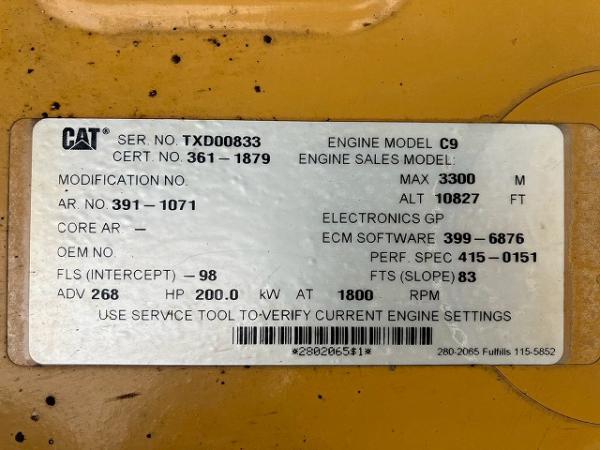 CAT® SER. NO. TXD00833 ENGINE MODEL C9
CERT. NO. 361-1879 ENGINE SALES MODEL:
MODIFICATION NO. MAX 3300 M
AR. NO. 391-1071 ALT 10827 FT
CORE AR - ELECTRONICS GP
OEM NO. ECM SOFTWARE 399-6876
PERF. SPEC 415-0151
FLS (INTERCEPT) -98 FTS (SLOPE) 83
ADV 268 HP 200.0 kW AT 1800 RPM
USE SERVICE TOOL TO VERIFY CURRENT ENGINE SETTINGS
*2802065$1* 280-2065 Fulfills 115-5852